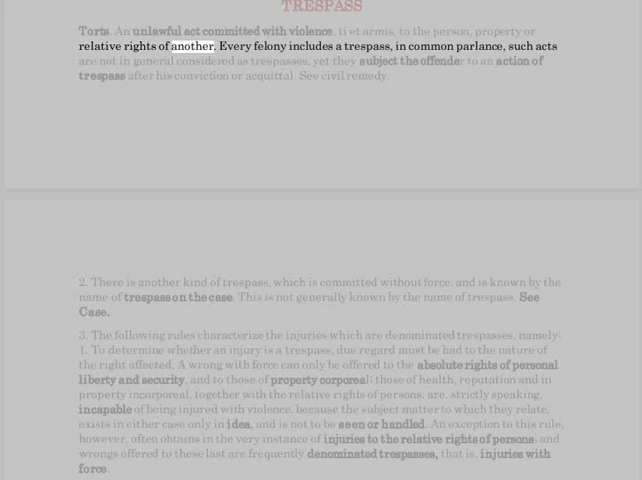 TRESPASS
Torts. An unlawful act committed with violence, ti et armis, to the person, property or
relative rights of another. Every felony includes a trespass, in common parlance, such acts
are not in general considered as trespasses, yet they subject the offender to an action of
trespass after his conviction or acquittal. See civil remedy.
2. There is another kind of trespass, which is committed without force, and is known by the
name of trespass on the case. This is not generally known by the name of trespass. See
Case.
3. The following rules characterize the injuries which are denominated trespasses, namely:
1. To determine whether an injury is a trespass, due regard must be had to the nature of
the right affected. A wrong with force can only be offered to the absolute rights of personal
liberty and security, and to those of property corporeal; those of health, reputation and in
property incorporeal, together with the relative rights of persons, are, strictly speaking,
incapable of being injured with violence, because the subject matter to which they relate,
exists in either case only in idea, and is not to be seen or handled. An exception to this rule,
however, often obtains in the very instance of injuries to the relative rights of persons; and
wrongs offered to these last are frequently denominated trespasses, that is, injuries with
force.